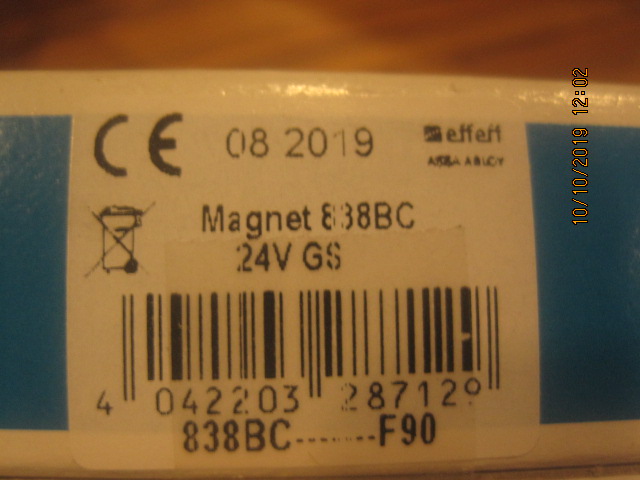 CE 08 2019 effeff
ASSA ABLOY
Magnet 838BC
24V GS
4 042203 287129
838BC-------F90
10/10/2019 12:02